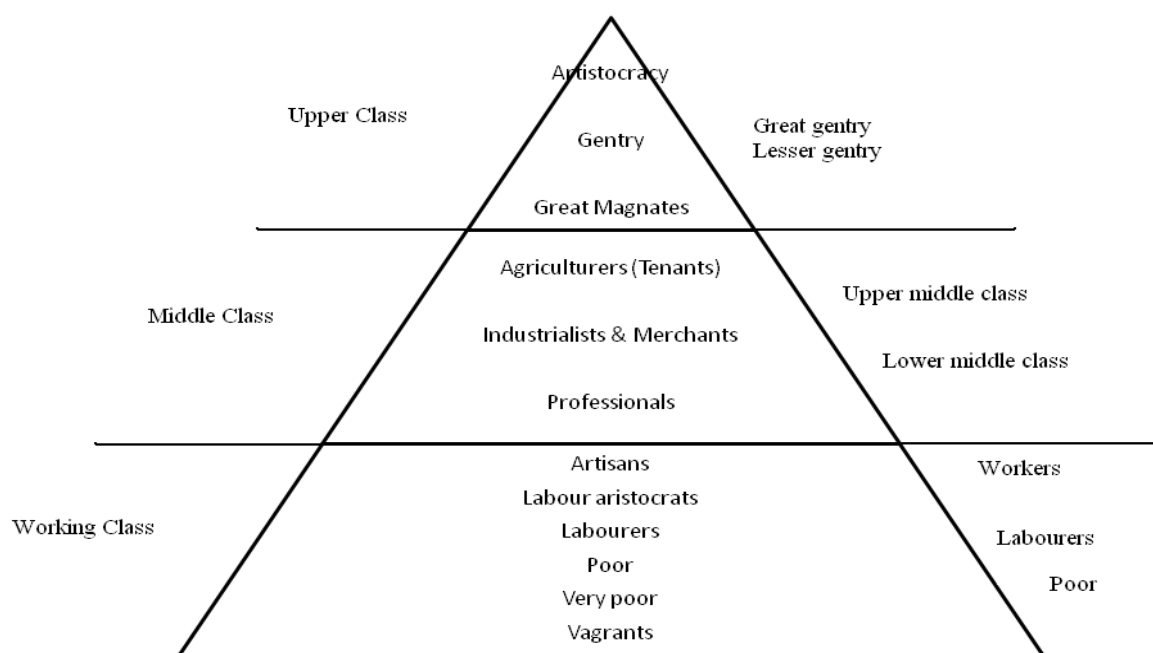 Artistocracy
Upper Class
Great gentry
Gentry
Lesser gentry
Great Magnates
Agriculturers (Tenants)
Upper middle class
Middle Class
Industrialists & Merchants
Lower middle class
Professionals
Artisans
Workers
Labour aristocrats
Working Class
Labourers
Labourers
Poor
Poor
Very poor
Vagrants